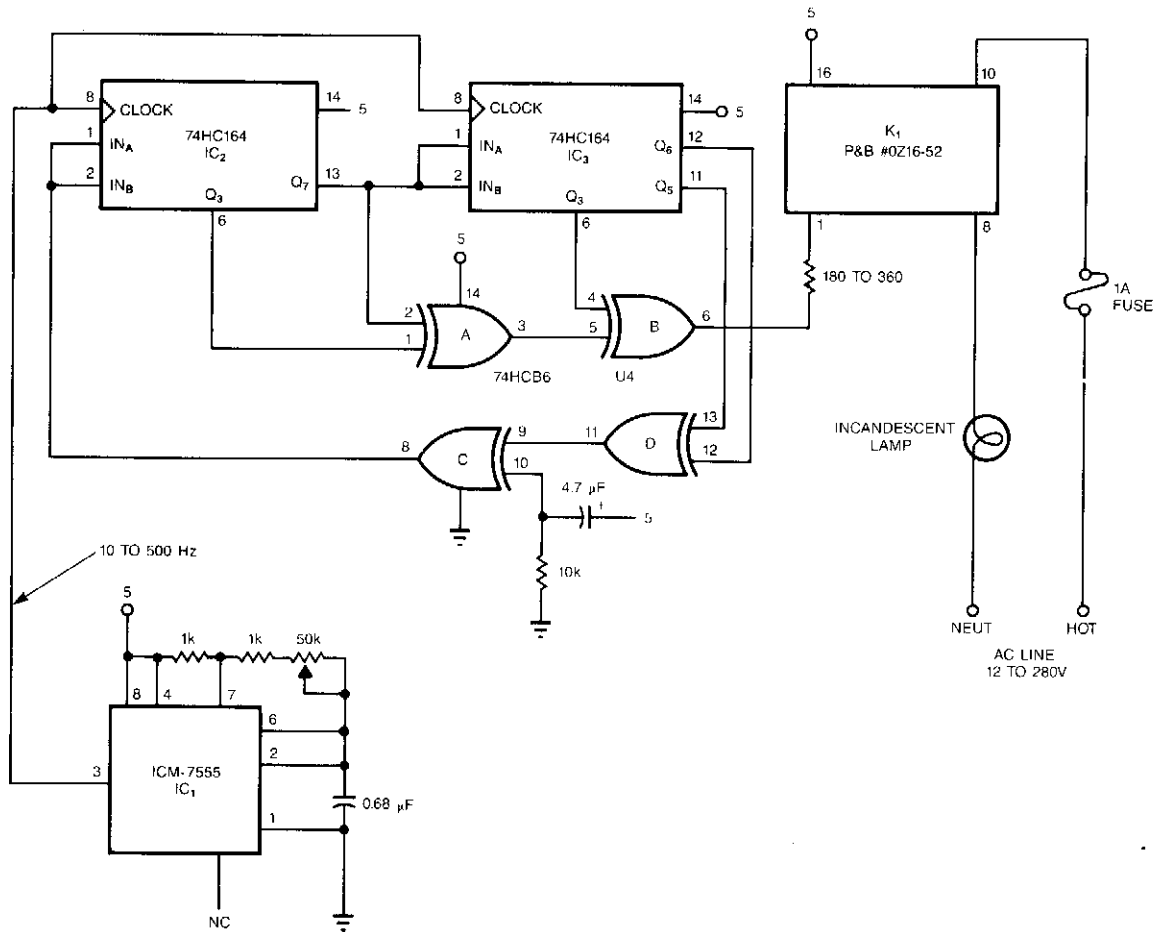 5
16
10
K1
P&B #0Z16-52
1
8
180 TO 360
1A
FUSE
INCANDESCENT
LAMP
NEUT
HOT
AC LINE
12 TO 280V
8
CLOCK
14
5
1
INA
74HC164
IC2
2
INB
Q7
13
Q3
6
8
CLOCK
14
5
1
INA
74HC164
IC3
Q6
12
2
INB
Q5
11
Q3
6
5
14
2
1
A
3
74HCB6
4
5
B
6
U4
8
C
9
10
11
D
13
12
4.7 µF
+
5
10k
10 TO 500 Hz
5
1k
1k
50k
8
4
7
6
2
3
ICM-7555
IC1
1
0.68 µF
NC